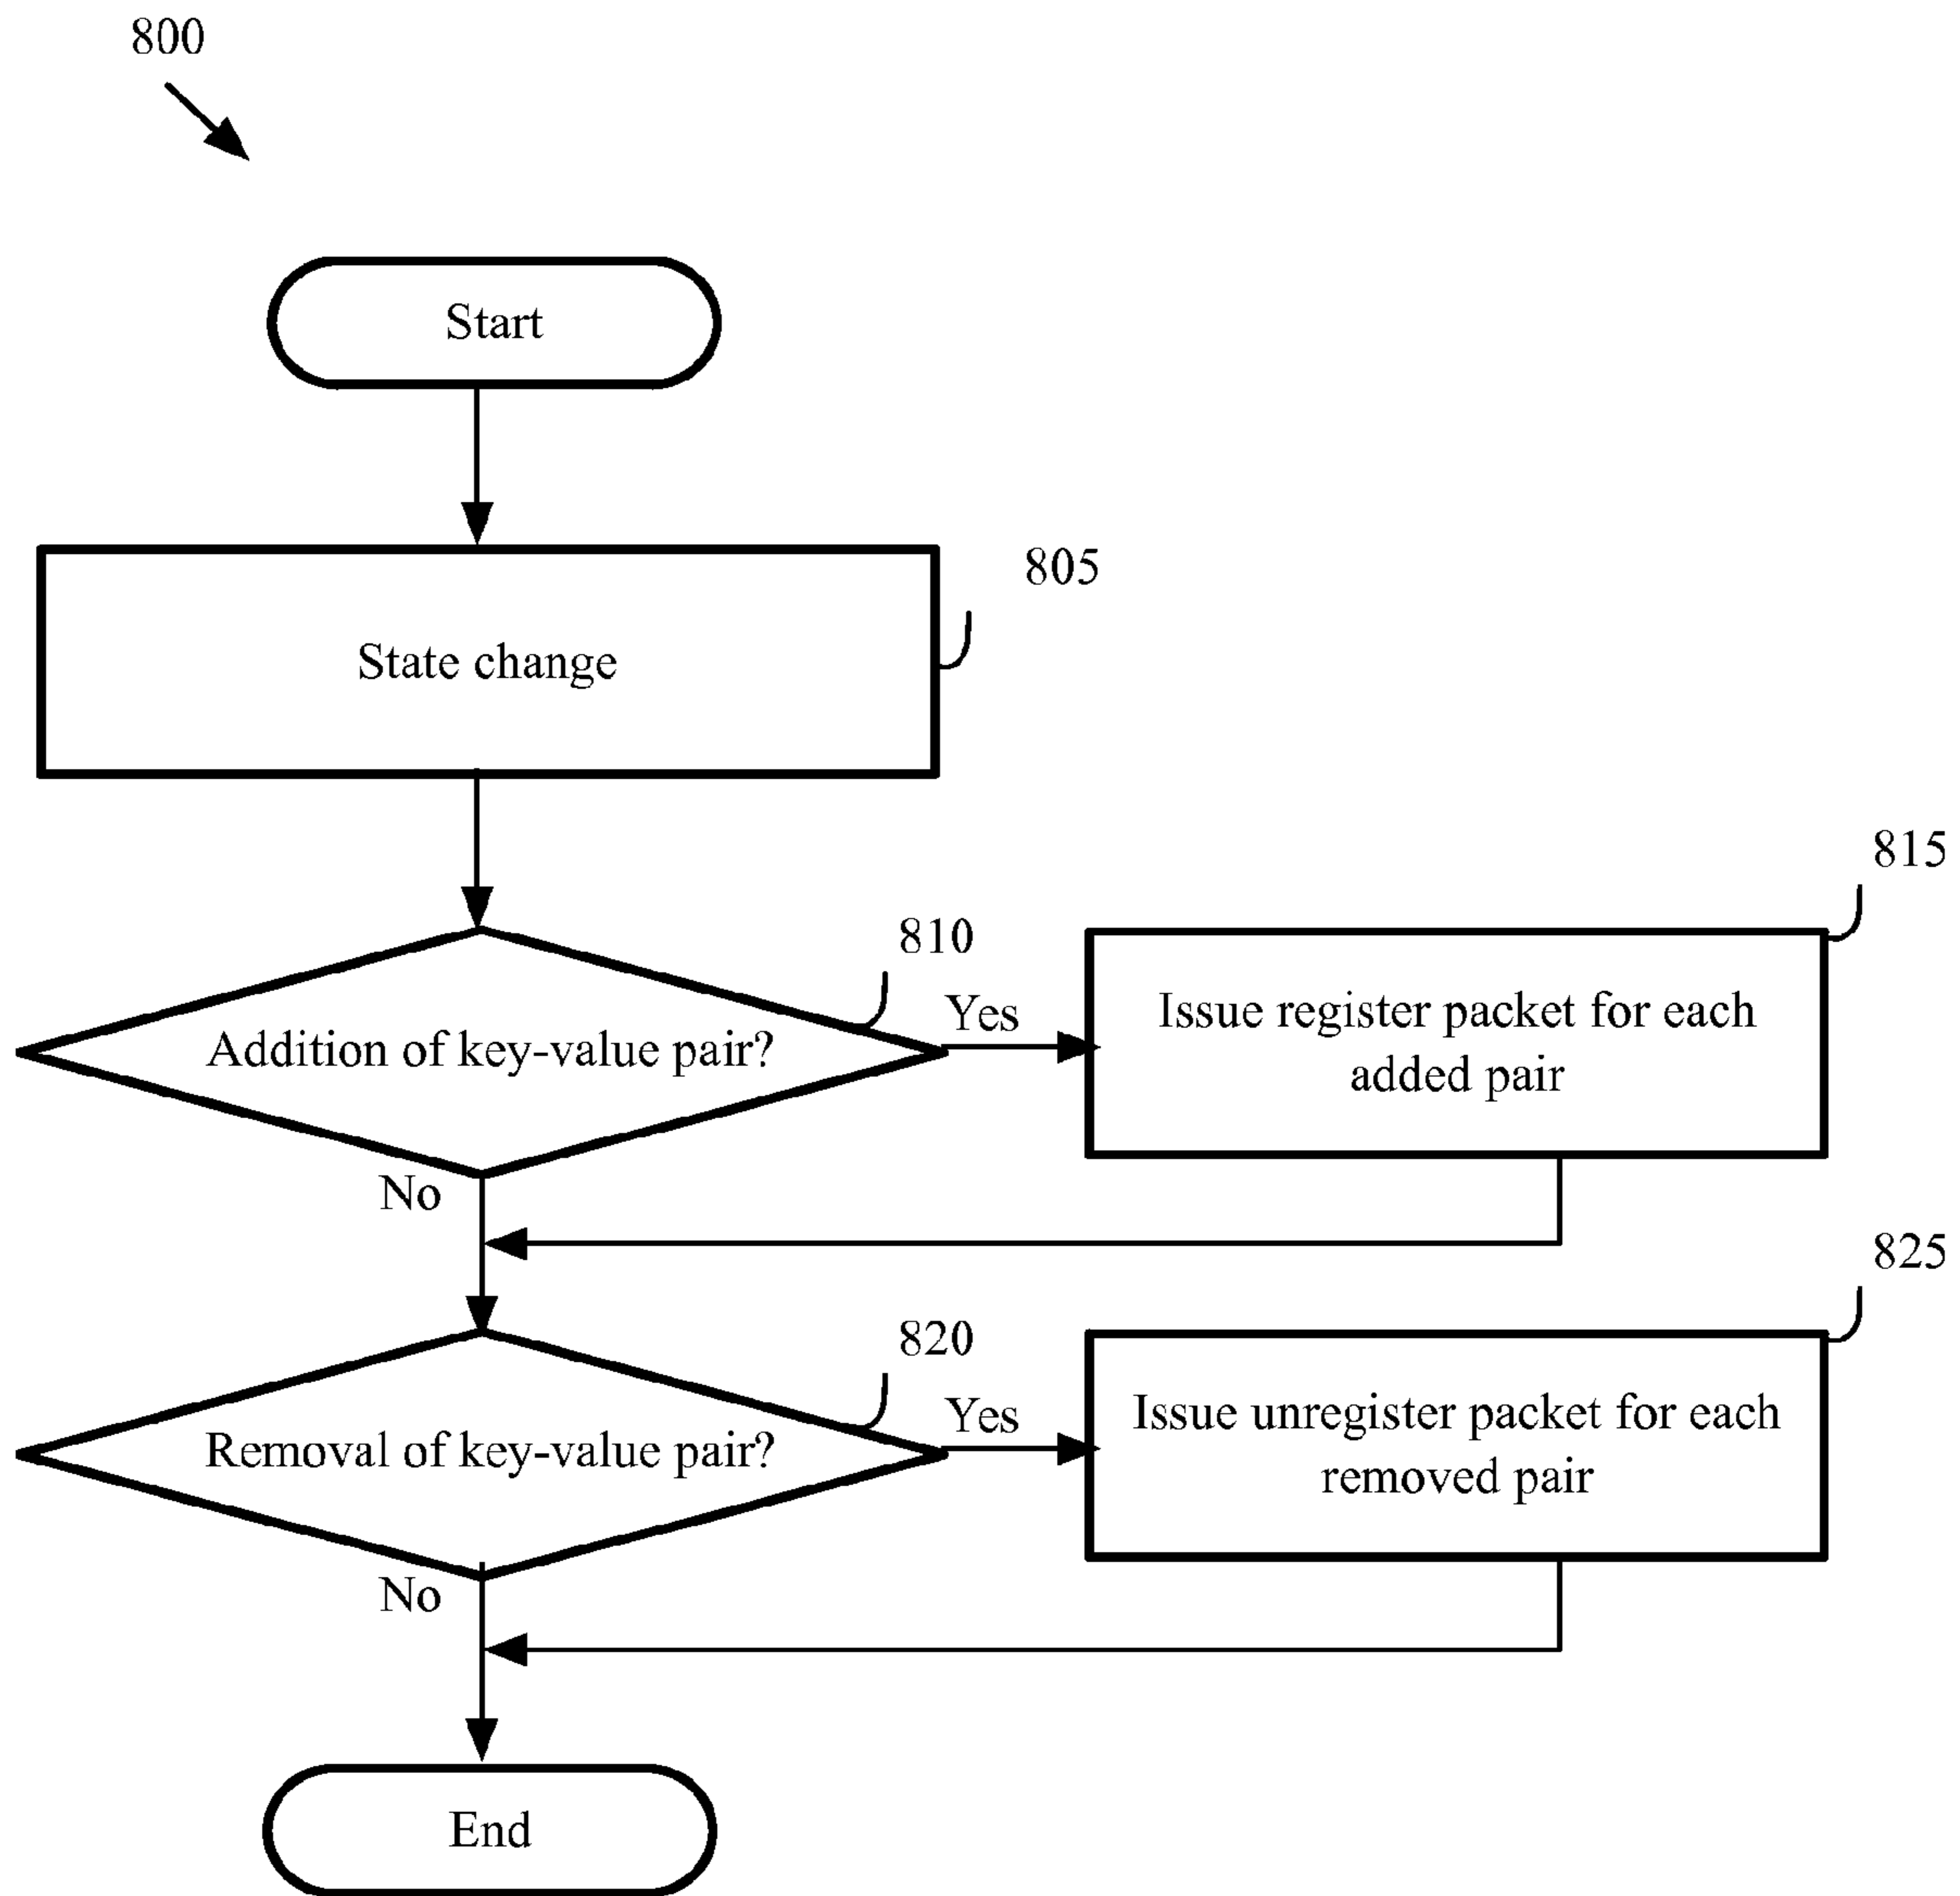 800
Start
805
State change
815
810
Yes
Issue register packet for each
added pair
Addition of key-value pair?
No
825
820
Yes
Issue unregister packet for each
removed pair
Removal of key-value pair?
No
End